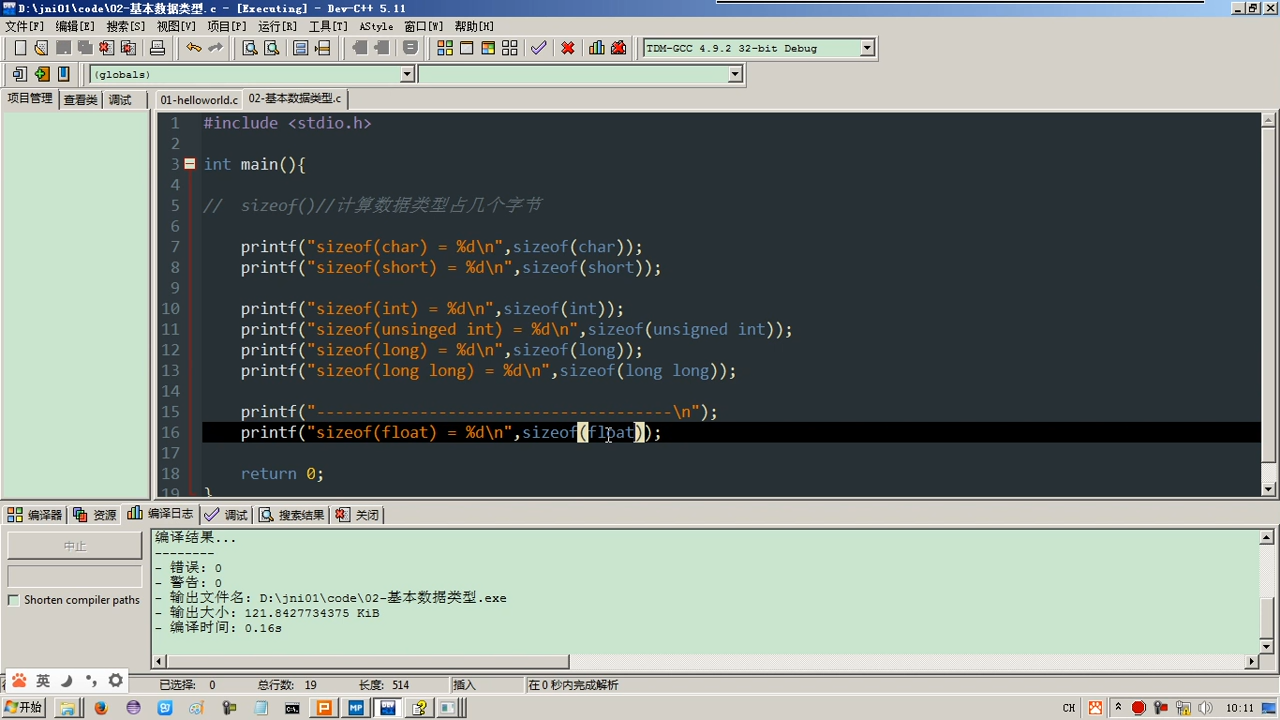 D:\jni01\code\02-基本数据类型.c - [Executing] - Dev-C++ 5.11
文件[F] 编辑[E] 搜索[S] 视图[V] 项目[P] 运行[R] 工具[T] AStyle 窗口[W] 帮助[H]
TDM-GCC 4.9.2 32-bit Debug
(globals)
项目管理 查看类 调试 01-helloworld.c 02-基本数据类型.c
1 #include <stdio.h>
2
3 int main(){
4
5 // sizeof()//计算数据类型占几个字节
6
7 printf("sizeof(char) = %d\n",sizeof(char));
8 printf("sizeof(short) = %d\n",sizeof(short));
9
10 printf("sizeof(int) = %d\n",sizeof(int));
11 printf("sizeof(unsinged int) = %d\n",sizeof(unsigned int));
12 printf("sizeof(long) = %d\n",sizeof(long));
13 printf("sizeof(long long) = %d\n",sizeof(long long));
14
15 printf("--------------------------------------\n");
16 printf("sizeof(float) = %d\n",sizeof(float));
17
18 return 0;
19 }
编译器 资源 编译日志 调试 搜索结果 关闭
中止
Shorten compiler paths
编译结果...
--------
- 错误: 0
- 警告: 0
- 输出文件名: D:\jni01\code\02-基本数据类型.exe
- 输出大小: 121.8427734375 KiB
- 编译时间: 0.16s
英
已选择: 0 总行数: 19 长度: 514 插入 在 0 秒内完成解析
开始 CH 10:11